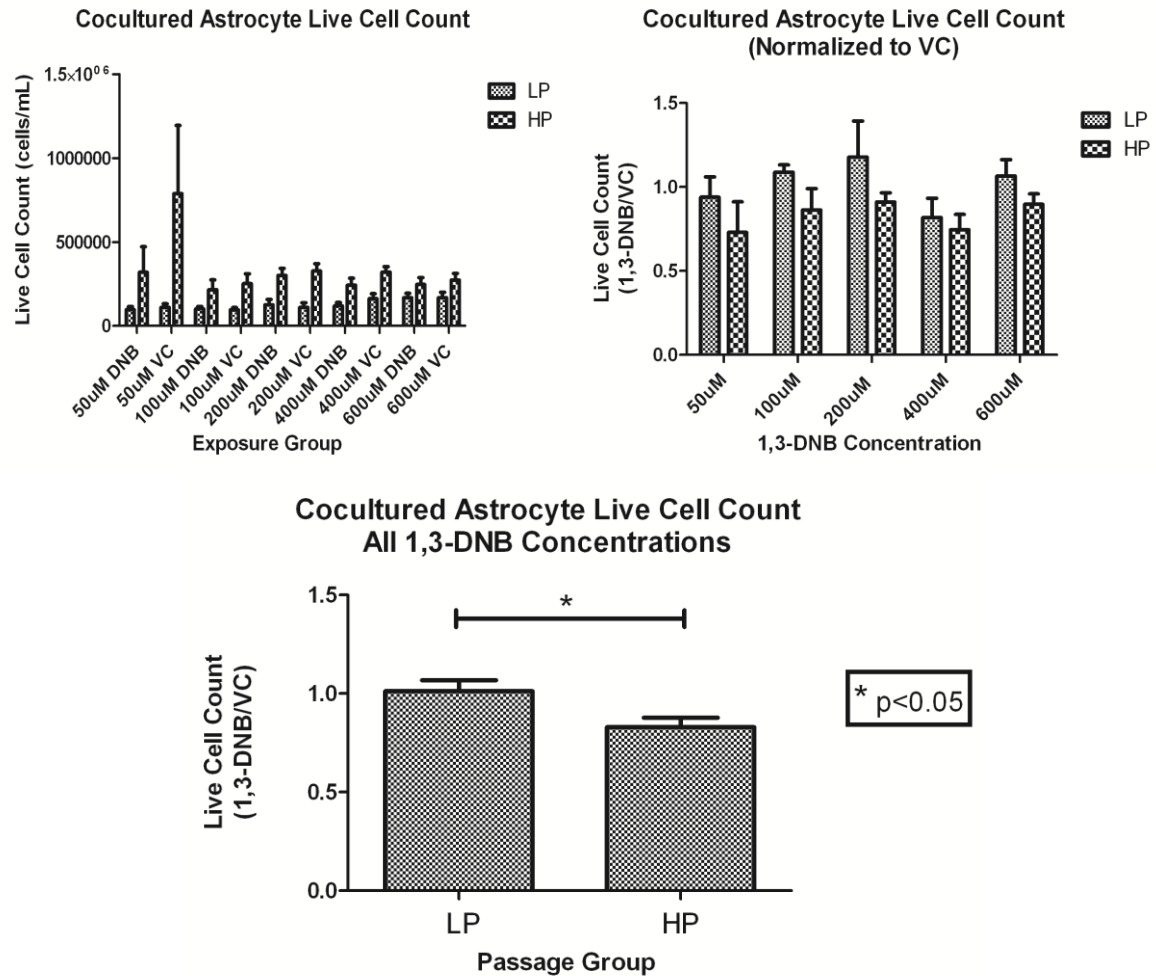 Cocultured Astrocyte Live Cell Count
Live Cell Count (cells/mL)
1.5×10⁰⁶
1000000
500000
0
LP
HP
50uM DNB
50uM VC
100uM DNB
100uM VC
200uM DNB
200uM VC
400uM DNB
400uM VC
600uM DNB
600uM VC
Exposure Group
Cocultured Astrocyte Live Cell Count
(Normalized to VC)
Live Cell Count
(1,3-DNB/VC)
1.5
1.0
0.5
0.0
LP
HP
50uM
100uM
200uM
400uM
600uM
1,3-DNB Concentration
Cocultured Astrocyte Live Cell Count
All 1,3-DNB Concentrations
Live Cell Count
(1,3-DNB/VC)
1.5
1.0
0.5
0.0
*
LP
HP
Passage Group
* p<0.05